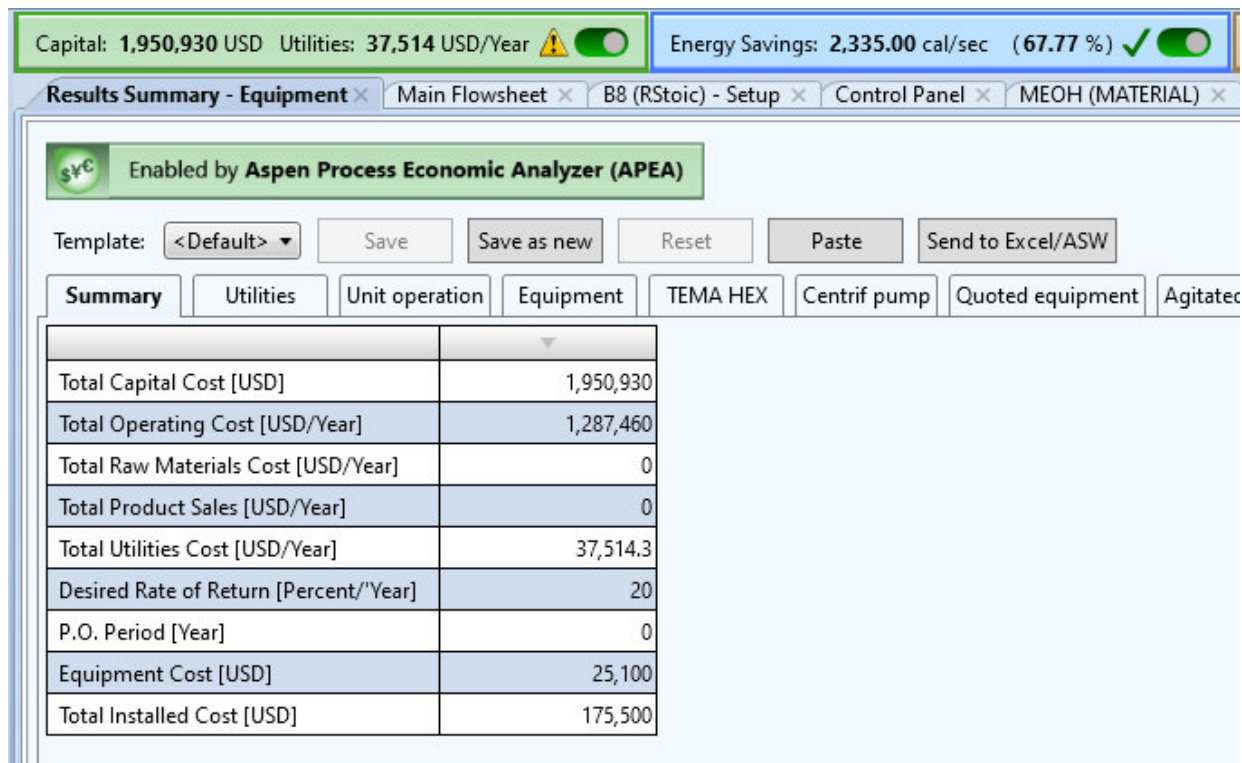 Capital: 1,950,930 USD Utilities: 37,514 USD/Year
Energy Savings: 2,335.00 cal/sec (67.77 %)
Results Summary - Equipment × Main Flowsheet × B8 (RStoic) - Setup × Control Panel × MEOH (MATERIAL) ×
$¥€ Enabled by Aspen Process Economic Analyzer (APEA)
Template: <Default> Save Save as new Reset Paste Send to Excel/ASW
Summary Utilities Unit operation Equipment TEMA HEX Centrif pump Quoted equipment Agitated
Total Capital Cost [USD] 1,950,930
Total Operating Cost [USD/Year] 1,287,460
Total Raw Materials Cost [USD/Year] 0
Total Product Sales [USD/Year] 0
Total Utilities Cost [USD/Year] 37,514.3
Desired Rate of Return [Percent/'Year] 20
P.O. Period [Year] 0
Equipment Cost [USD] 25,100
Total Installed Cost [USD] 175,500